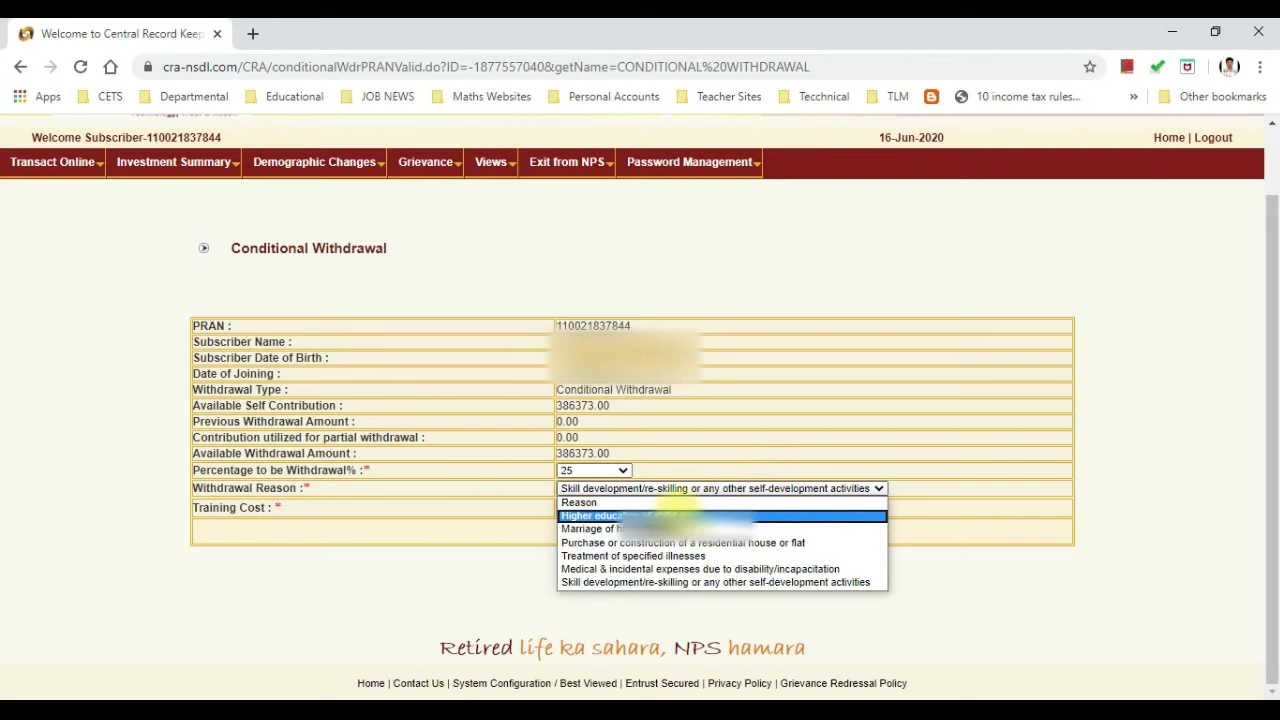 Welcome to Central Record Keep
cra-nsdl.com/CRA/conditionalWdrPRANValid.do?ID=-1877557040&getName=CONDITIONAL%20WITHDRAWAL
Apps CETS Departmental Educational JOB NEWS Maths Websites Personal Accounts Teacher Sites Tecchnical TLM 10 income tax rules... » Other bookmarks
Welcome Subscriber-110021837844 16-Jun-2020 Home | Logout
Transact Online Investment Summary Demographic Changes Grievance Views Exit from NPS Password Management
Conditional Withdrawal
PRAN : 110021837844
Subscriber Name :
Subscriber Date of Birth :
Date of Joining :
Withdrawal Type : Conditional Withdrawal
Available Self Contribution : 386373.00
Previous Withdrawal Amount : 0.00
Contribution utilized for partial withdrawal : 0.00
Available Withdrawal Amount : 386373.00
Percentage to be Withdrawal% :* 25
Withdrawal Reason :* Skill development/re-skilling or any other self-development activities
Training Cost : *
Reason
Higher education of
Marriage of
Purchase or construction of a residential house or flat
Treatment of specified illnesses
Medical & incidental expenses due to disability/incapacitation
Skill development/re-skilling or any other self-development activities
Retired life ka sahara, NPS hamara
Home | Contact Us | System Configuration / Best Viewed | Entrust Secured | Privacy Policy | Grievance Redressal Policy